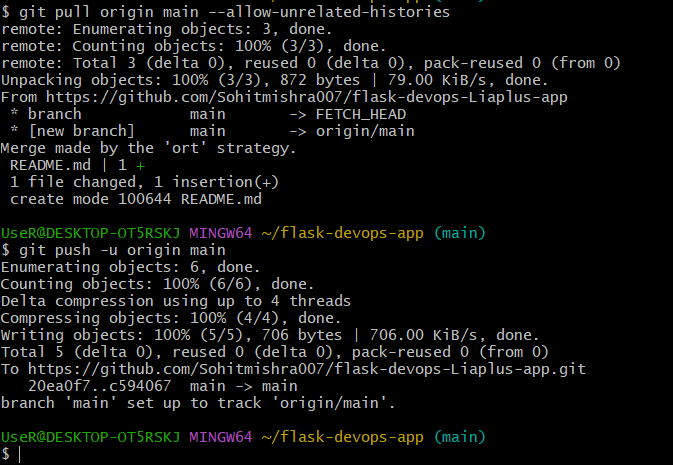 $ git pull origin main --allow-unrelated-histories
remote: Enumerating objects: 3, done.
remote: Counting objects: 100% (3/3), done.
remote: Total 3 (delta 0), reused 0 (delta 0), pack-reused 0 (from 0)
Unpacking objects: 100% (3/3), 872 bytes | 79.00 KiB/s, done.
From https://github.com/Sohitmishra007/flask-devops-Liaplus-app
 * branch            main       -> FETCH_HEAD
 * [new branch]      main       -> origin/main
Merge made by the 'ort' strategy.
 README.md | 1 +
 1 file changed, 1 insertion(+)
 create mode 100644 README.md

UseR@DESKTOP-OT5RSKJ MINGW64 ~/flask-devops-app (main)
$ git push -u origin main
Enumerating objects: 6, done.
Counting objects: 100% (6/6), done.
Delta compression using up to 4 threads
Compressing objects: 100% (4/4), done.
Writing objects: 100% (5/5), 706 bytes | 706.00 KiB/s, done.
Total 5 (delta 0), reused 0 (delta 0), pack-reused 0 (from 0)
To https://github.com/Sohitmishra007/flask-devops-Liaplus-app.git
   20ea0f7..c594067  main -> main
branch 'main' set up to track 'origin/main'.

UseR@DESKTOP-OT5RSKJ MINGW64 ~/flask-devops-app (main)
$